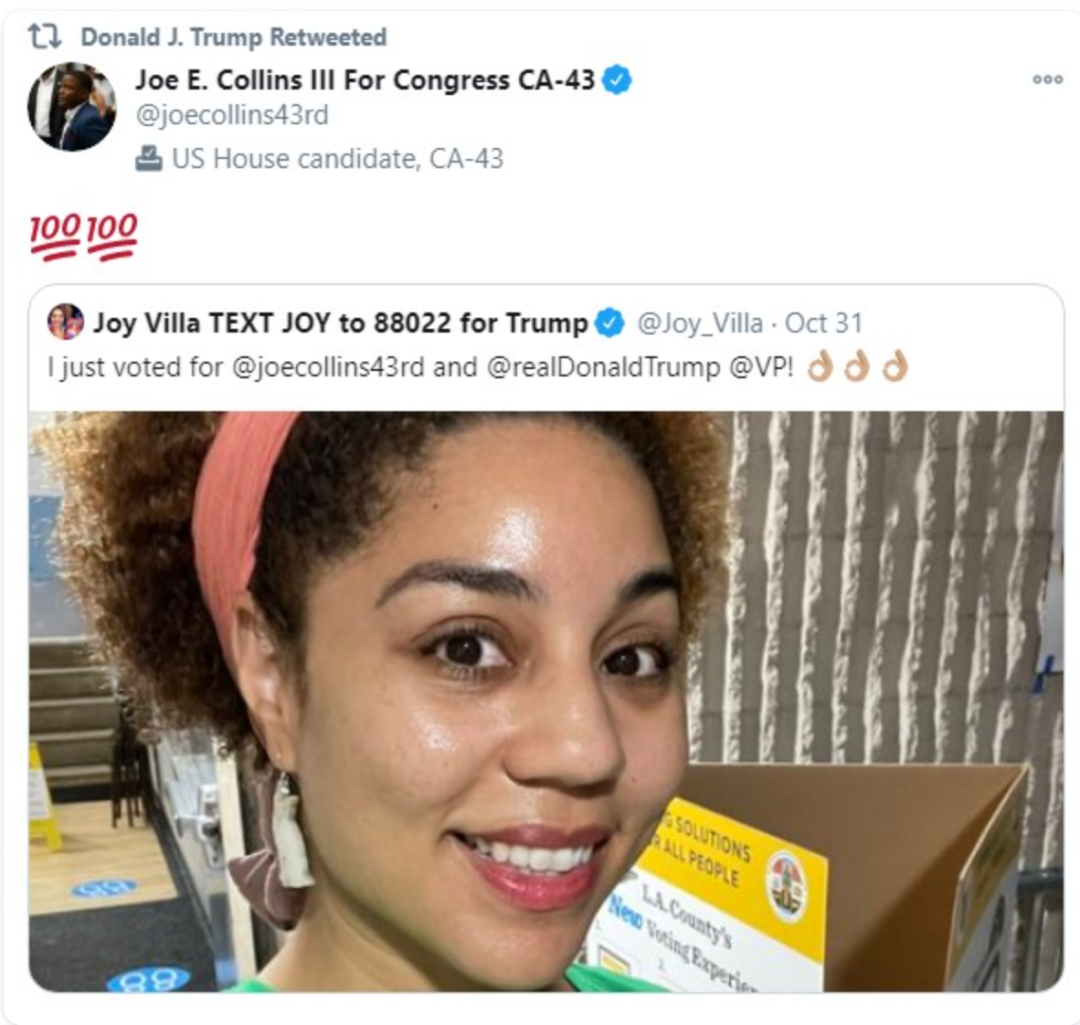 Donald J. Trump Retweeted
Joe E. Collins III For Congress CA-43
@joecollins43rd
US House candidate, CA-43
💯💯
Joy Villa TEXT JOY to 88022 for Trump @Joy_Villa · Oct 31
I just voted for @joecollins43rd and @realDonaldTrump @VP! 👌🏽👌🏽👌🏽
SOLUTIONS
ALL PEOPLE
L.A. County's
New Voting